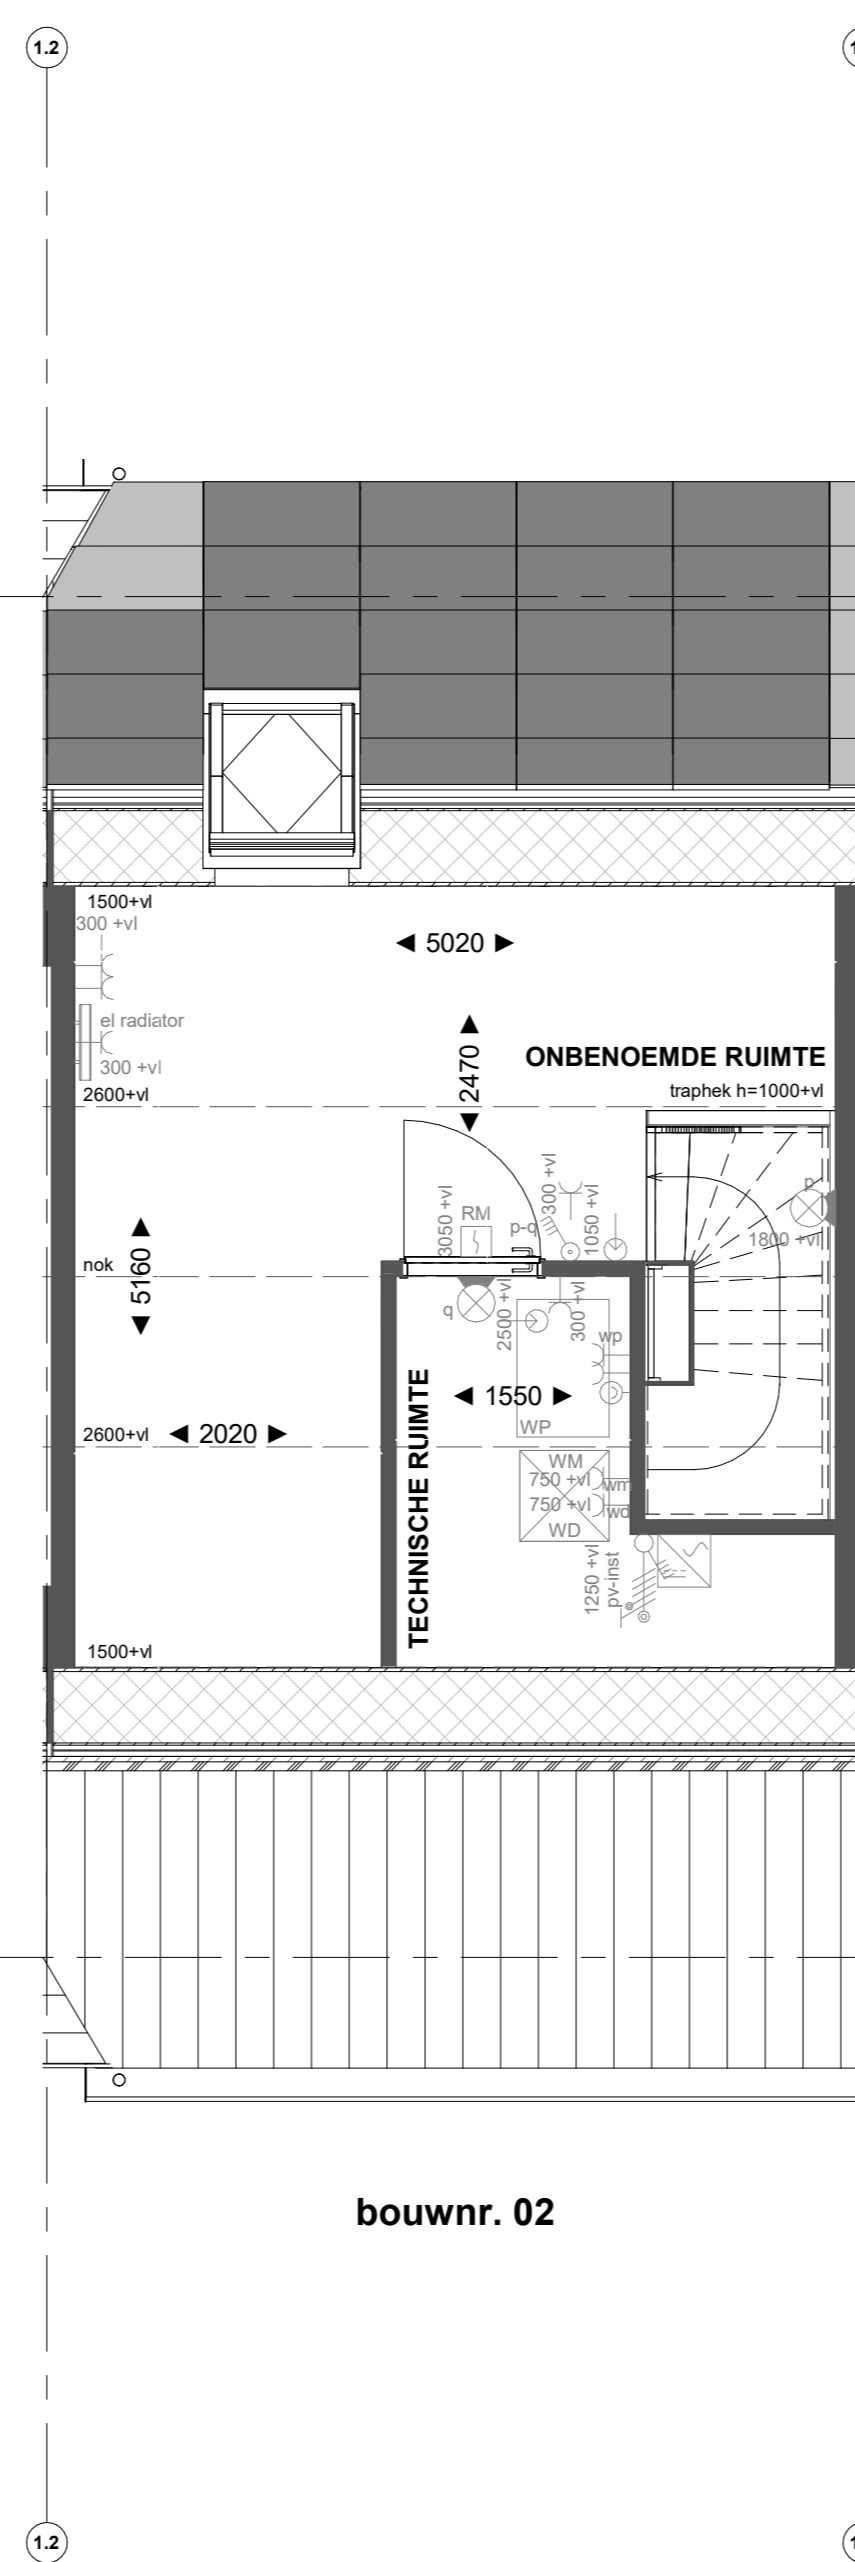 1.2
1
1500+vl
300 +vl
◄ 5020 ►
el radiator
300 +vl
2470
ONBENOEMDE RUIMTE
2600+vl
traphek h=1000+vl
3050 +vl
RM
p-q
300 +vl
1050 +vl
p
1800 +vl
nok
5160
q
2500 +vl
300 +vl
wp
◄ 1550 ►
WP
2600+vl
◄ 2020 ►
TECHNISCHE RUIMTE
WM
750 +vl
wm
750 +vl
wd
WD
1250 +vl
pv-inst
1500+vl
bouwnr. 02
1.2
1